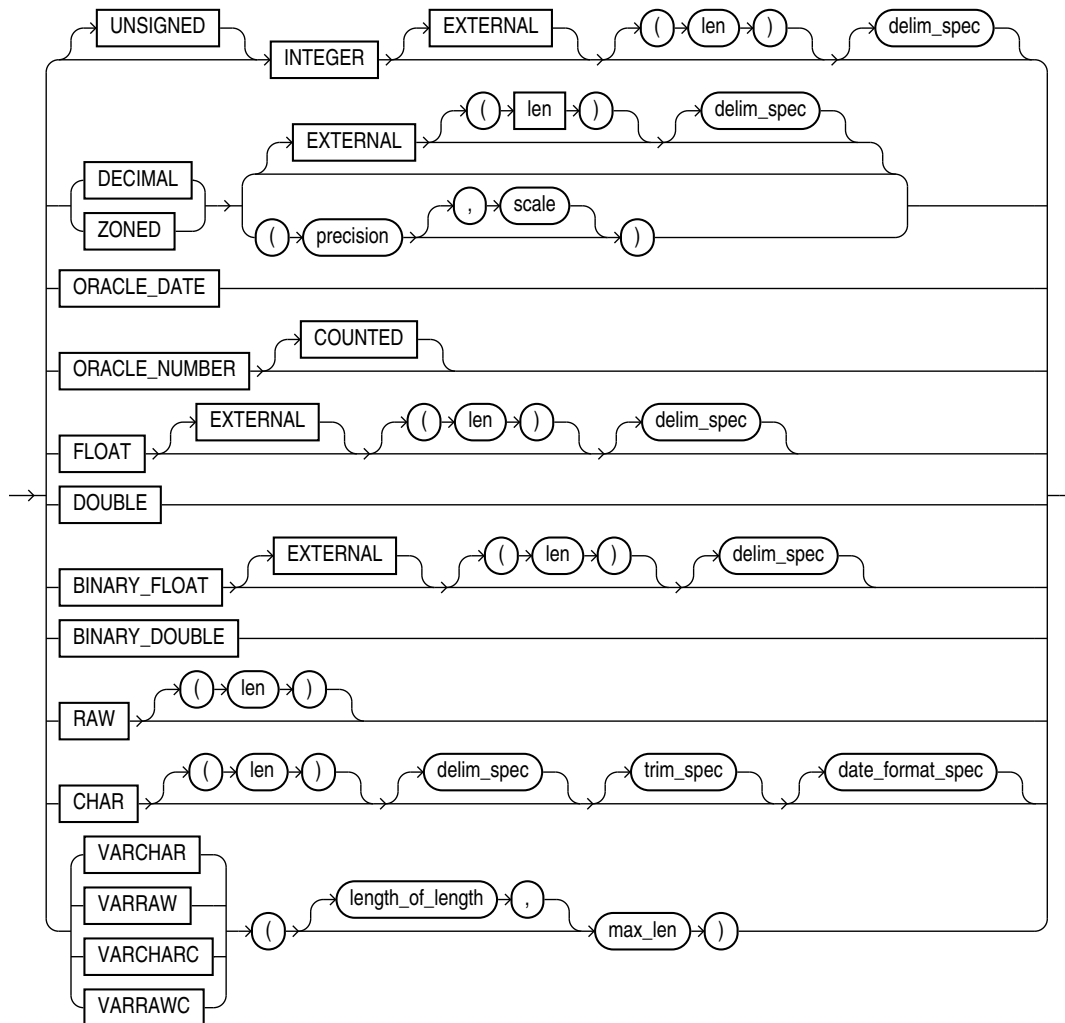 UNSIGNED EXTERNAL ( len ) delim_spec
INTEGER
( len ) delim_spec
EXTERNAL
DECIMAL
ZONED
( precision , scale )
ORACLE_DATE
COUNTED
ORACLE_NUMBER
EXTERNAL ( len ) delim_spec
FLOAT
DOUBLE
EXTERNAL ( len ) delim_spec
BINARY_FLOAT
BINARY_DOUBLE
( len )
RAW
( len ) delim_spec trim_spec date_format_spec
CHAR
VARCHAR
length_of_length ,
VARRAW
( max_len )
VARCHARC
VARRAWC